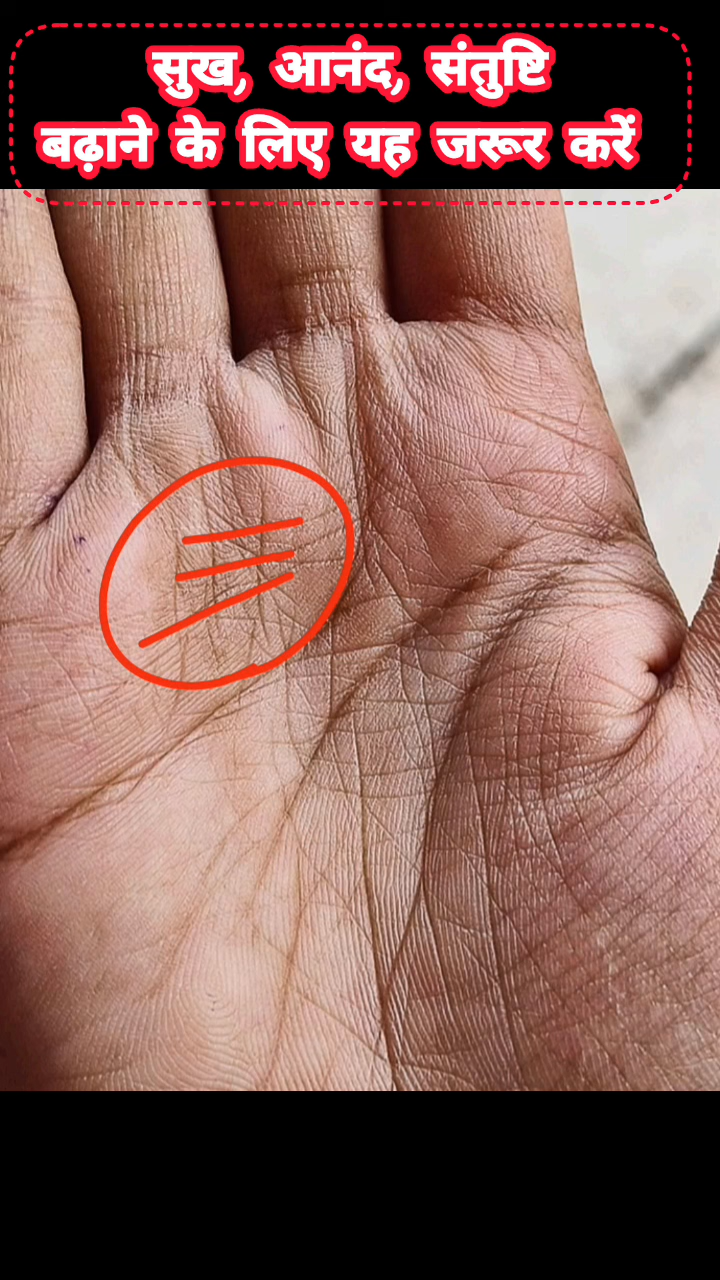 सुख, आनंद, संतुष्टि
बढ़ाने के लिए यह जरूर करें